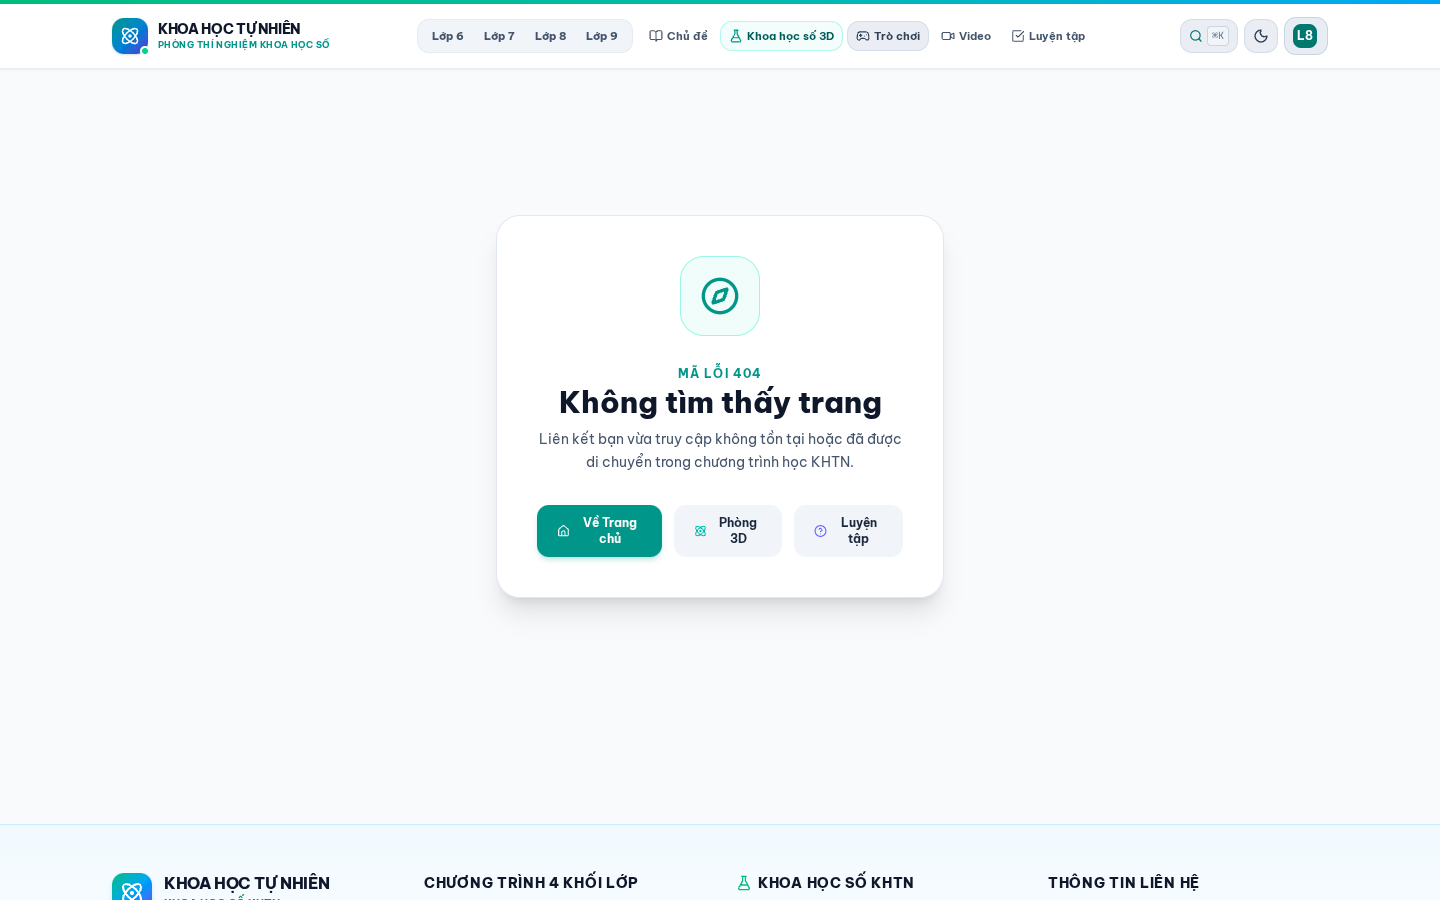 KHOA HỌC TỰ NHIÊN
PHÒNG THÍ NGHIỆM KHOA HỌC SỐ
Lớp 6
Lớp 7
Lớp 8
Lớp 9
Chủ đề
Khoa học số 3D
Trò chơi
Video
Luyện tập
⌘K
L8
MÃ LỖI 404
Không tìm thấy trang
Liên kết bạn vừa truy cập không tồn tại hoặc đã được
di chuyển trong chương trình học KHTN.
Về Trang
chủ
Phòng
3D
Luyện
tập
KHOA HỌC TỰ NHIÊN
CHƯƠNG TRÌNH 4 KHỐI LỚP
KHOA HỌC SỐ KHTN
THÔNG TIN LIÊN HỆ